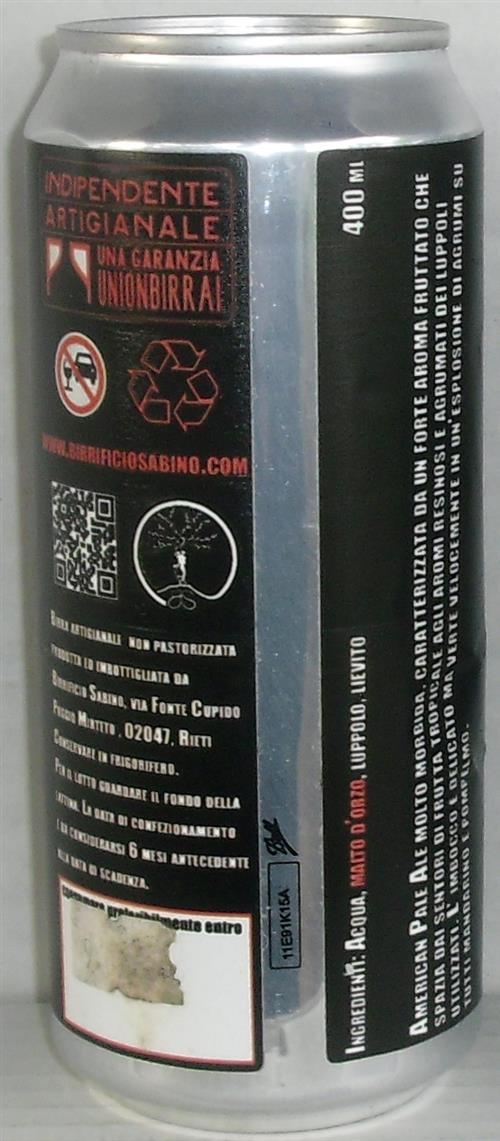 INDIPENDENTE
ARTIGIANALE
UNA GARANZIA
UNIONBIRRAI
WWW.BIRRIFICIOSABINO.COM
BIRRA ARTIGIANALE NON PASTORIZZATA
PRODOTTA ED IMBOTTIGLIATA DA
BIRRIFICIO SABINO, VIA FONTE CUPIDO
POGGIO MIRTETO, 02047, RIETI
CONSERVARE IN FRIGORIFERO.
PER IL LOTTO GUARDARE IL FONDO DELLA
LATTINA. LA DATA DI CONFEZIONAMENTO
È DA CONSIDERARSI 6 MESI ANTECEDENTE
ALLA DATA DI SCADENZA.
preferibilmente entro
11E91K15A
400 ML
INGREDIENTI: ACQUA, MALTO D'ORZO, LUPPOLO, LIEVITO
AMERICAN PALE ALE MOLTO MORBIDA, CARATTERIZZATA DA UN FORTE AROMA FRUTTATO CHE
SPAZIA DAI SENTORI DI FRUTTA TROPICALE AGLI AROMI RESINOSI E AGRUMATI DEI LUPPOLI
UTILIZZATI. L'IMBOCCO È DELICATO MA VERTE VELOCEMENTE IN UN'ESPLOSIONE DI AGRUMI SU
TUTTI MANDARINO E POMPELMO.